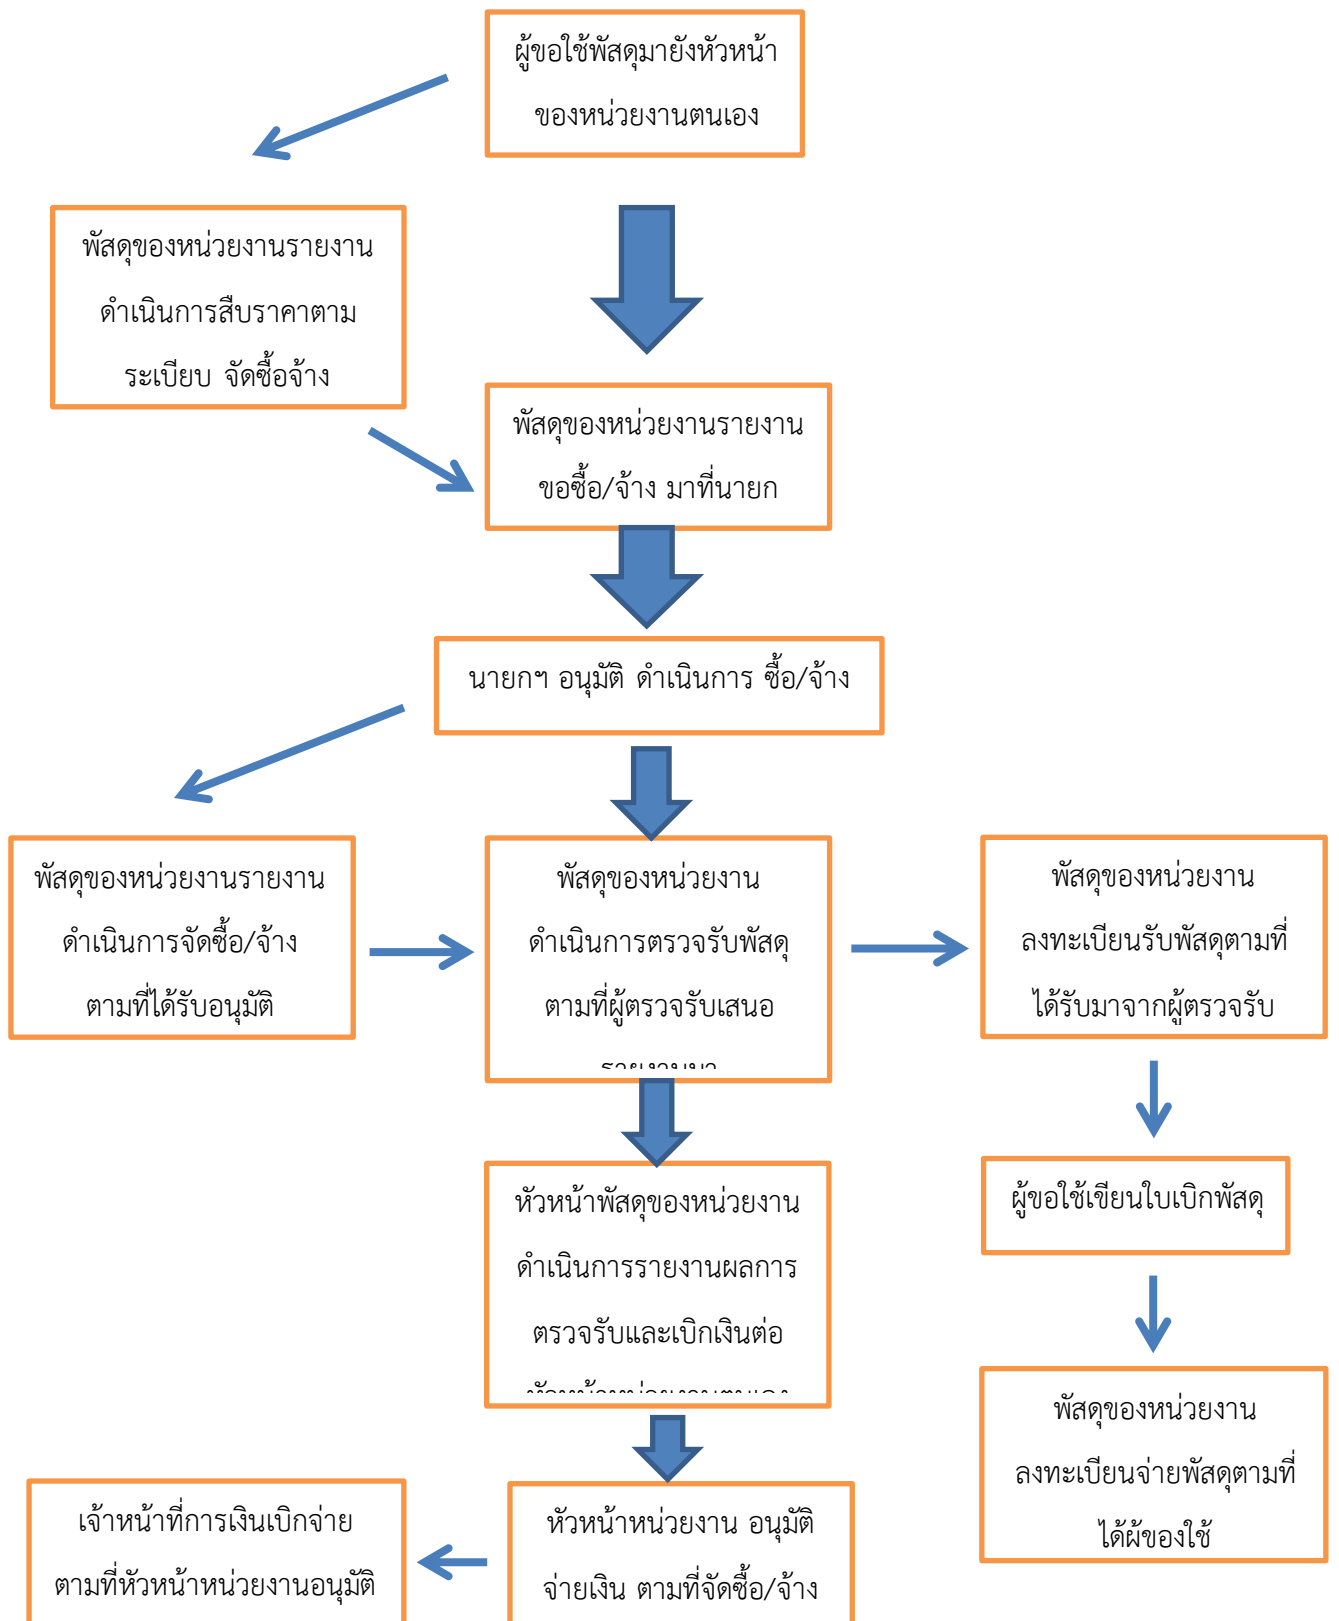 ผู้ขอใช้พัสดุมายังหัวหน้า
ของหน่วยงานตนเอง
พัสดุของหน่วยงานรายงาน
ดำเนินการสืบราคาตาม
ระเบียบ จัดซื้อจ้าง
พัสดุของหน่วยงานรายงาน
ขอซื้อ/จ้าง มาที่นายก
นายกฯ อนุมัติ ดำเนินการ ซื้อ/จ้าง
พัสดุของหน่วยงานรายงาน
ดำเนินการจัดซื้อ/จ้าง
ตามที่ได้รับอนุมัติ
พัสดุของหน่วยงาน
ดำเนินการตรวจรับพัสดุ
ตามที่ผู้ตรวจรับเสนอ
พัสดุของหน่วยงาน
ลงทะเบียนรับพัสดุตามที่
ได้รับมาจากผู้ตรวจรับ
หัวหน้าพัสดุของหน่วยงาน
ดำเนินการรายงานผลการ
ตรวจรับและเบิกเงินต่อ
ผู้ขอใช้เขียนใบเบิกพัสดุ
พัสดุของหน่วยงาน
ลงทะเบียนจ่ายพัสดุตามที่
ได้ผู้ของใช้
หัวหน้าหน่วยงาน อนุมัติ
จ่ายเงิน ตามที่จัดซื้อ/จ้าง
เจ้าหน้าที่การเงินเบิกจ่าย
ตามที่หัวหน้าหน่วยงานอนุมัติ